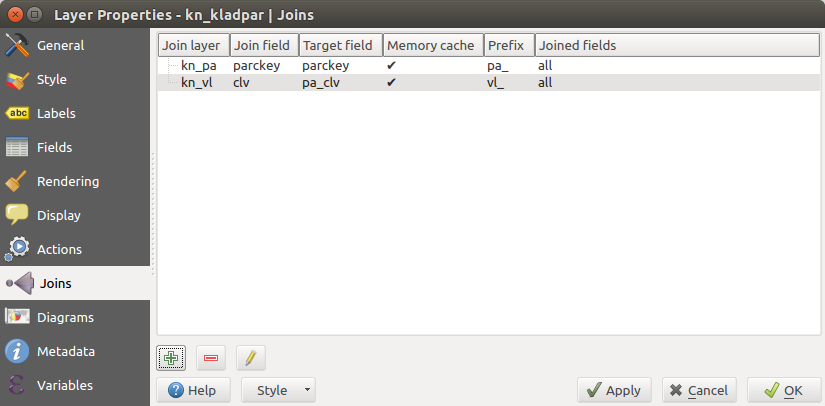 Layer Properties - kn_kladpar | Joins
General
Style
Labels
Fields
Rendering
Display
Actions
Joins
Diagrams
Metadata
Variables
Join layer Join field Target field Memory cache Prefix Joined fields
kn_pa parckey parckey ✔ pa_ all
kn_vl clv pa_clv ✔ vl_ all
Help Style Apply Cancel OK
abc